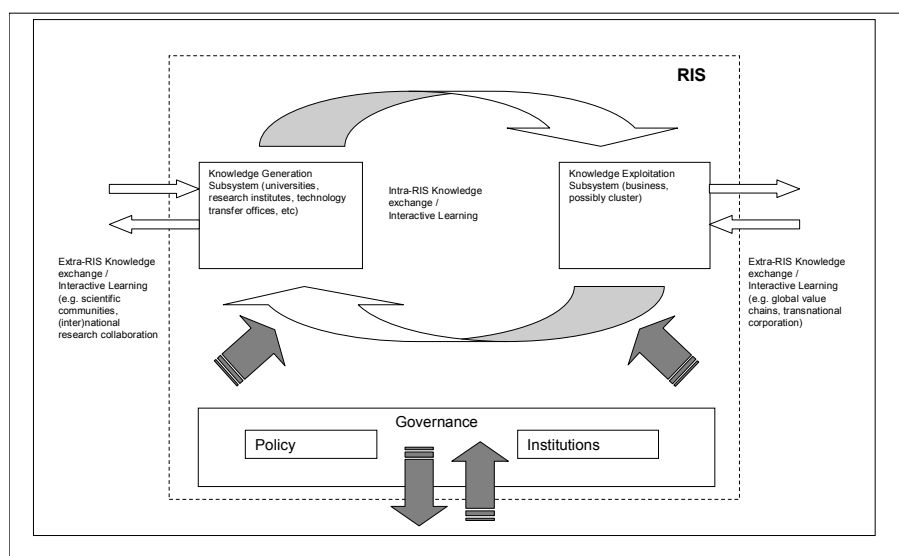 RIS
Knowledge Generation
Subsystem (universities,
research institutes, technology
transfer offices, etc)
Intra-RIS Knowledge
exchange /
Interactive Learning
Knowledge Exploitation
Subsystem (business,
possibly cluster)
Extra-RIS Knowledge
exchange /
Interactive Learning
(e.g. scientific
communities,
(inter)national
research collaboration
Extra-RIS Knowledge
exchange /
Interactive Learning
(e.g. global value
chains, transnational
corporation)
Governance
Policy
Institutions